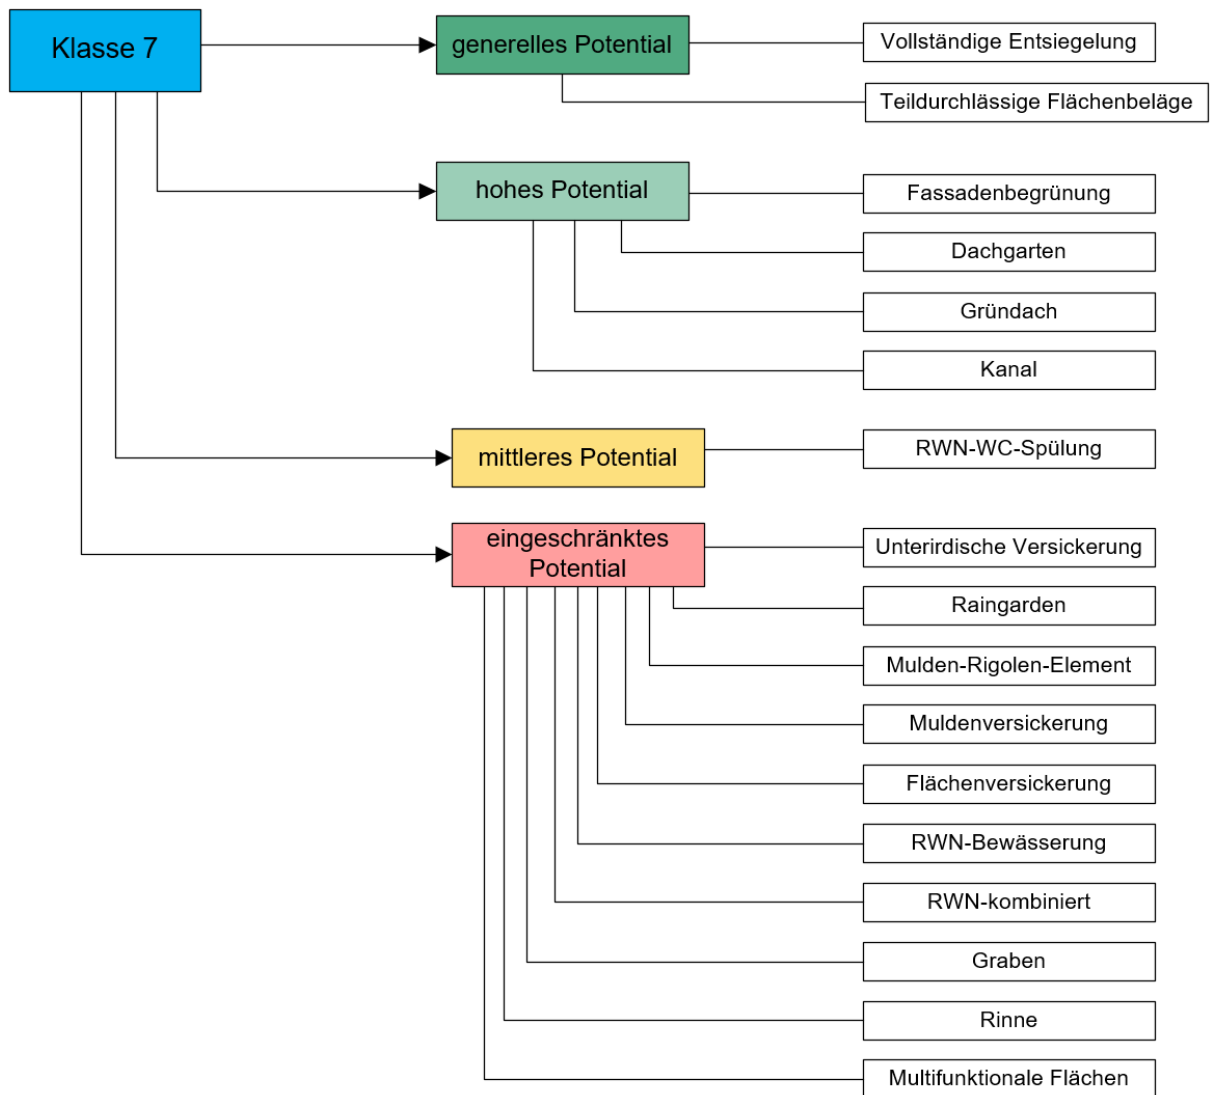 Klasse 7
generelles Potential
Vollständige Entsiegelung
Teildurchlässige Flächenbeläge
hohes Potential
Fassadenbegrünung
Dachgarten
Gründach
Kanal
mittleres Potential
RWN-WC-Spülung
eingeschränktes
Potential
Unterirdische Versickerung
Raingarden
Mulden-Rigolen-Element
Muldenversickerung
Flächenversickerung
RWN-Bewässerung
RWN-kombiniert
Graben
Rinne
Multifunktionale Flächen